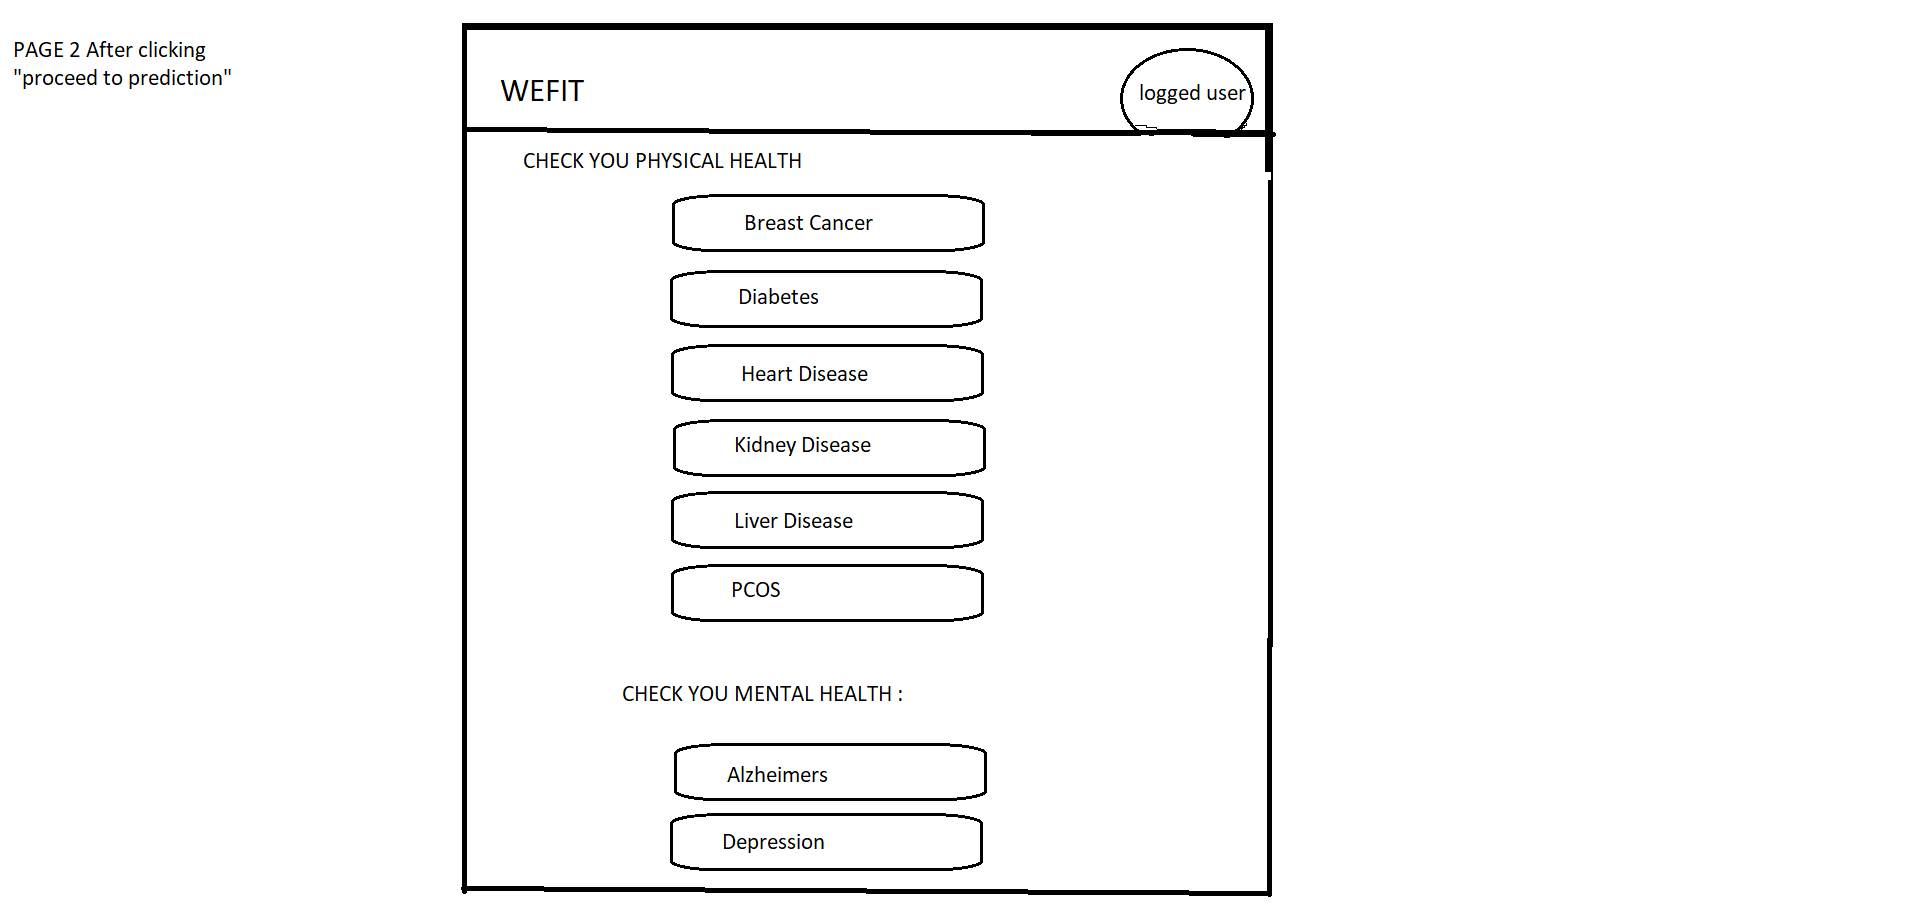 PAGE 2 After clicking
"proceed to prediction"
WEFIT
logged user
CHECK YOU PHYSICAL HEALTH
Breast Cancer
Diabetes
Heart Disease
Kidney Disease
Liver Disease
PCOS
CHECK YOU MENTAL HEALTH :
Alzheimers
Depression